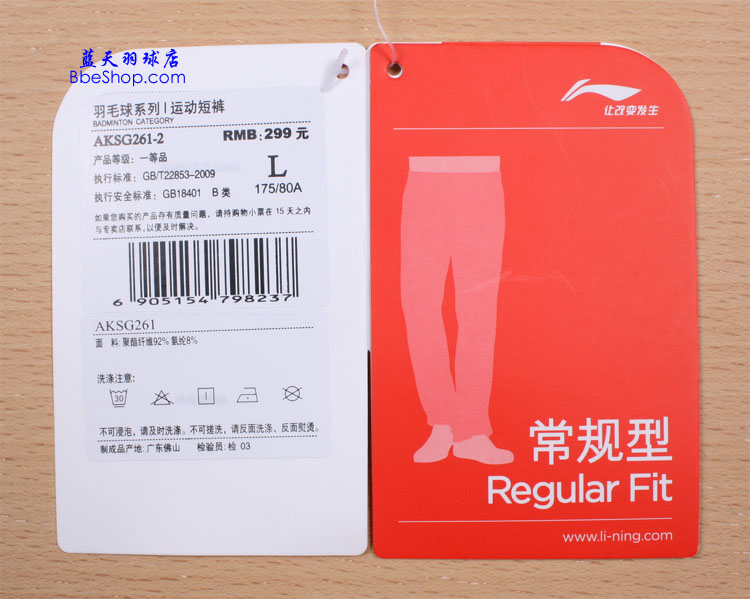 蓝天羽球店
BbeShop.com
羽毛球系列 | 运动短裤
BADMINTON CATEGORY
AKSG261-2
RMB: 299 元
产品等级: 一等品
执行标准: GB/T22853-2009
执行安全标准: GB18401 B 类
L
175/80A
如果您购买的产品存有质量问题, 请持购物小票在 15 天之内
与专卖店联系, 以便及时解决。
6 905154 798237
AKSG261
面 料: 聚酯纤维92% 氨纶8%
洗涤注意:
30
不可浸泡, 请及时洗涤。不可搓洗, 请反面洗涤、反面熨烫。
制成品产地: 广东佛山 检验员: 检 03
让改变发生
常规型
Regular Fit
www.li-ning.com